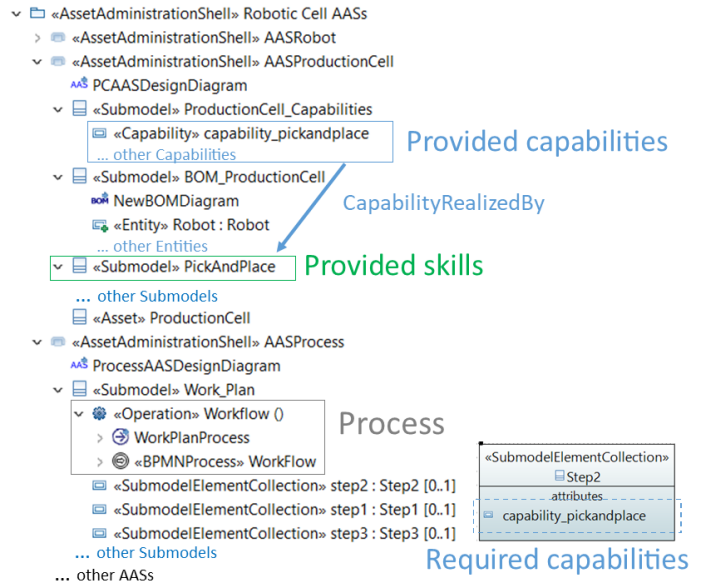 «AssetAdministrationShell» Robotic Cell AASs
«AssetAdministrationShell» AASRobot
«AssetAdministrationShell» AASProductionCell
AAS PCAASDesignDiagram
«Submodel» ProductionCell_Capabilities
«Capability» capability_pickandplace
... other Capabilities
Provided capabilities
«Submodel» BOM_ProductionCell
BOM NewBOMDiagram
CapabilityRealizedBy
«Entity» Robot : Robot
... other Entities
«Submodel» PickAndPlace
Provided skills
... other Submodels
«Asset» ProductionCell
«AssetAdministrationShell» AASProcess
AAS ProcessAASDesignDiagram
«Submodel» Work_Plan
«Operation» Workflow ()
WorkPlanProcess
«BPMNProcess» WorkFlow
Process
«SubmodelElementCollection» step2 : Step2 [0..1]
«SubmodelElementCollection» step1 : Step1 [0..1]
«SubmodelElementCollection» step3 : Step3 [0..1]
... other Submodels
... other AASs
«SubmodelElementCollection»
Step2
attributes
capability_pickandplace
Required capabilities